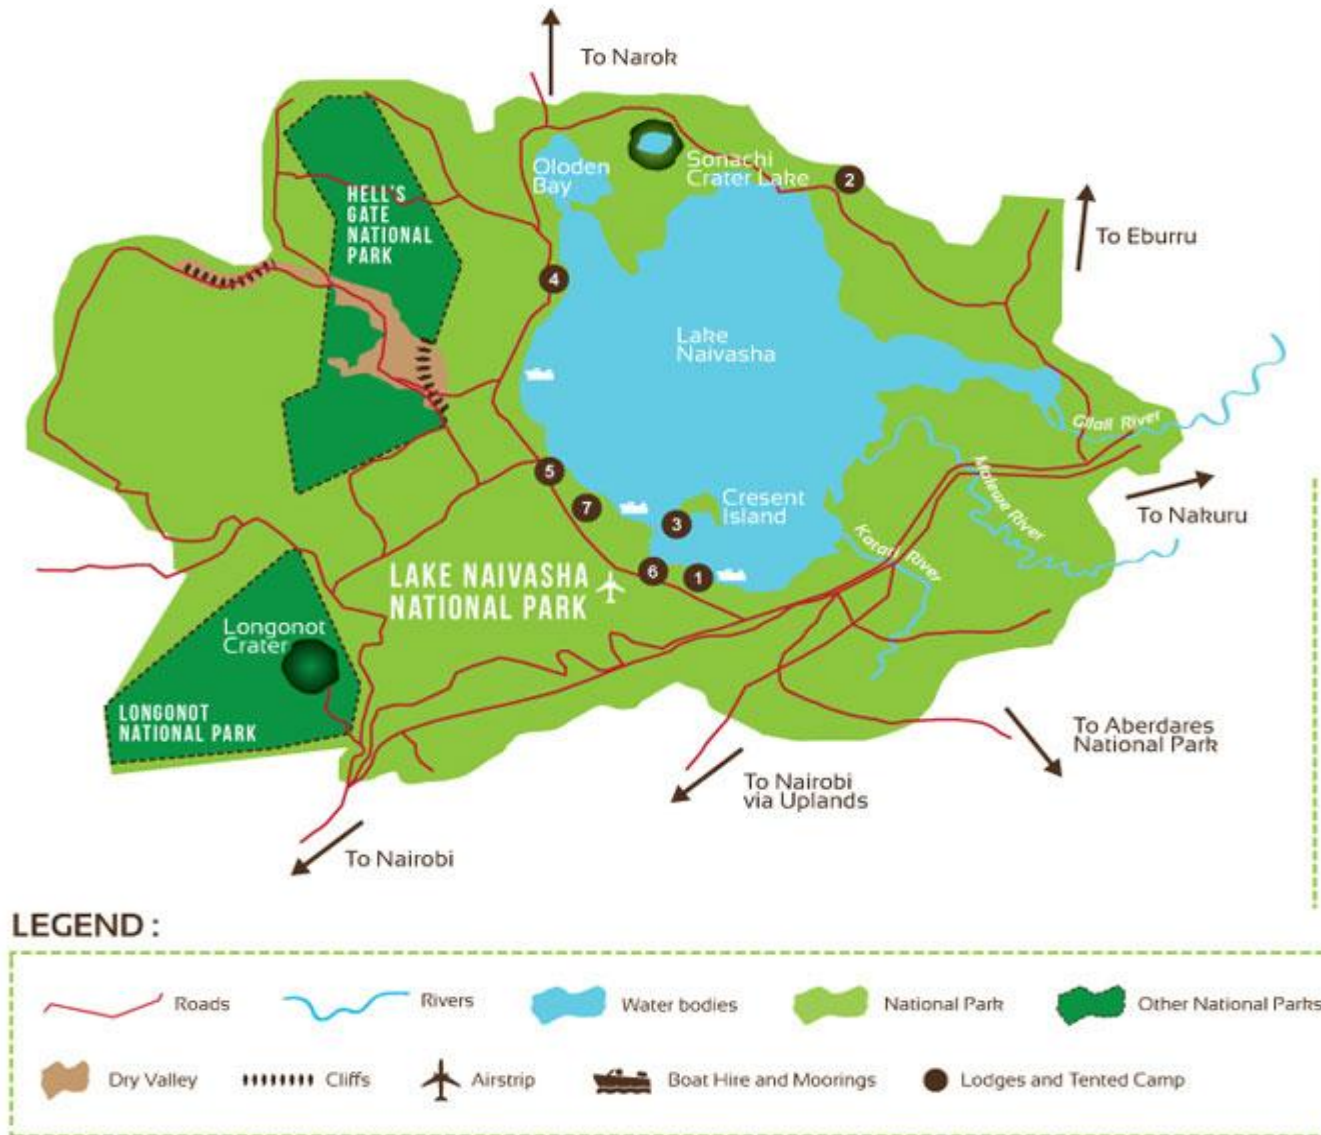 To Narok
Oloden
Bay
Sonachi
Crater Lake
2
HELL'S
GATE
NATIONAL
PARK
To Eburru
4
Lake
Naivasha
Gilail River
Malewe River
5
7
3
Cresent
Island
To Nakuru
Katati River
LAKE NAIVASHA
NATIONAL PARK
6
1
Longonot
Crater
LONGONOT
NATIONAL PARK
To Aberdares
National Park
To Nairobi
via Uplands
To Nairobi
LEGEND :
Roads
Rivers
Water bodies
National Park
Other National Parks
Dry Valley
Cliffs
Airstrip
Boat Hire and Moorings
Lodges and Tented Camp